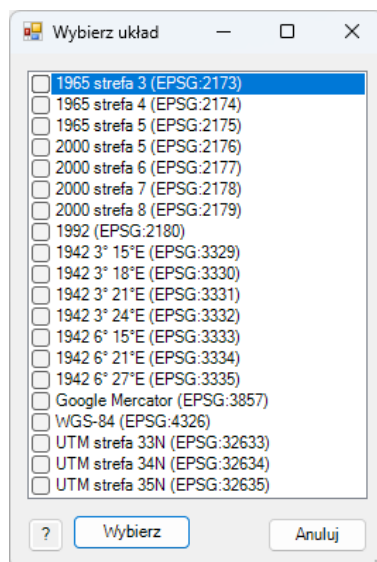 Wybierz układ
1965 strefa 3 (EPSG:2173)
1965 strefa 4 (EPSG:2174)
1965 strefa 5 (EPSG:2175)
2000 strefa 5 (EPSG:2176)
2000 strefa 6 (EPSG:2177)
2000 strefa 7 (EPSG:2178)
2000 strefa 8 (EPSG:2179)
1992 (EPSG:2180)
1942 3° 15°E (EPSG:3329)
1942 3° 18°E (EPSG:3330)
1942 3° 21°E (EPSG:3331)
1942 3° 24°E (EPSG:3332)
1942 6° 15°E (EPSG:3333)
1942 6° 21°E (EPSG:3334)
1942 6° 27°E (EPSG:3335)
Google Mercator (EPSG:3857)
WGS-84 (EPSG:4326)
UTM strefa 33N (EPSG:32633)
UTM strefa 34N (EPSG:32634)
UTM strefa 35N (EPSG:32635)
? Wybierz Anuluj